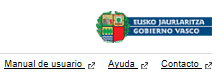 EUSKO JAURLARITZA
GOBIERNO VASCO
Manual de usuario Ayuda Contacto